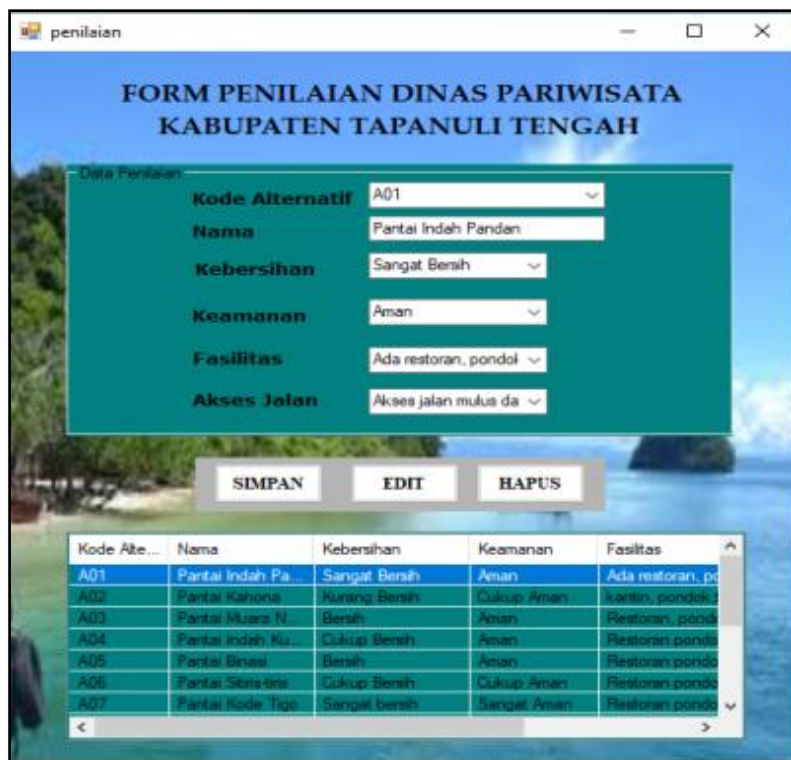 penilaian
FORM PENILAIAN DINAS PARIWISATA
KABUPATEN TAPANULI TENGAH
Data Penilaian
Kode Alternatif A01
Nama Pantai Indah Pandan
Kebersihan Sangat Bersih
Keamanan Aman
Fasilitas Ada restoran, pondok
Akses Jalan Akses jalan mulus da
SIMPAN EDIT HAPUS
Kode Alte... Nama Kebersihan Keamanan Fasilitas
A01 Pantai Indah Pa... Sangat Bersih Aman Ada restoran, po
A02 Pantai Kahona Kurang Bersih Cukup Aman kantin, pondok,
A03 Pantai Muara N... Bersih Aman Restoran, pond
A04 Pantai indah Ku... Cukup Bersih Aman Restoran pondo
A05 Pantai Binasi Bersih Aman Restoran pondo
A06 Pantai Cukup Bersih Cukup Aman Restoran pondo
A07 Pantai Kode Tigo Sangat bersih Sangat Aman Restoran pondo